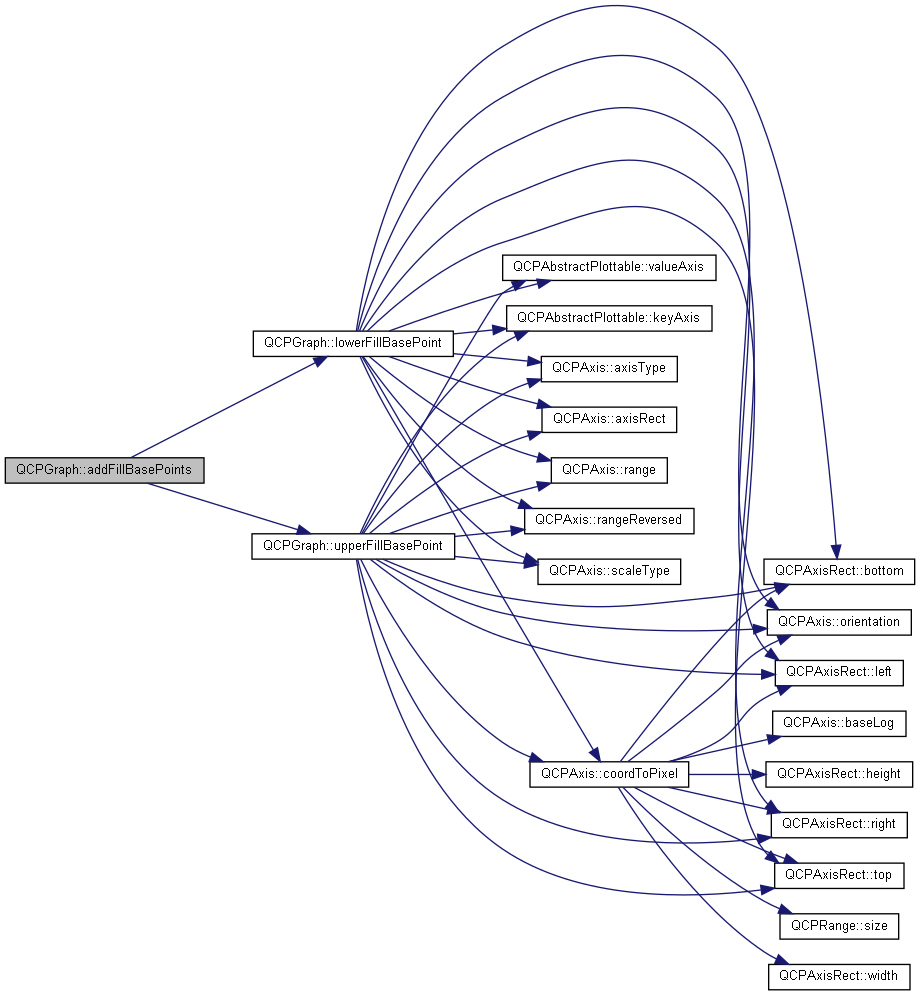 QCPAbstractPlottable::valueAxis
QCPAbstractPlottable::keyAxis
QCPGraph::lowerFillBasePoint
QCPAxis::axisType
QCPAxis::axisRect
QCPGraph::addFillBasePoints
QCPAxis::range
QCPAxis::rangeReversed
QCPGraph::upperFillBasePoint
QCPAxis::scaleType
QCPAxisRect::bottom
QCPAxis::orientation
QCPAxisRect::left
QCPAxis::baseLog
QCPAxis::coordToPixel
QCPAxisRect::height
QCPAxisRect::right
QCPAxisRect::top
QCPRange::size
QCPAxisRect::width